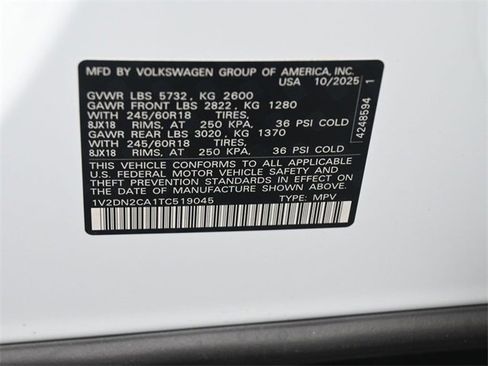 MFD BY VOLKSWAGEN GROUP OF AMERICA, INC.
USA 10/2025
GVWR LBS 5732 , KG 2600
GAWR FRONT LBS 2822 , KG 1280
WITH 245/60R18 TIRES,
8JX18 RIMS, AT 250 KPA, 36 PSI COLD
GAWR REAR LBS 3020 , KG 1370
WITH 245/60R18 TIRES,
8JX18 RIMS, AT 250 KPA, 36 PSI COLD
THIS VEHICLE CONFORMS TO ALL APPLICABLE
U.S. FEDERAL MOTOR VEHICLE SAFETY AND
THEFT PREVENTION STANDARDS IN EFFECT ON
THE DATE OF MANUFACTURE SHOWN ABOVE.
1V2DN2CA1TC519045 TYPE: MPV
4248594 1